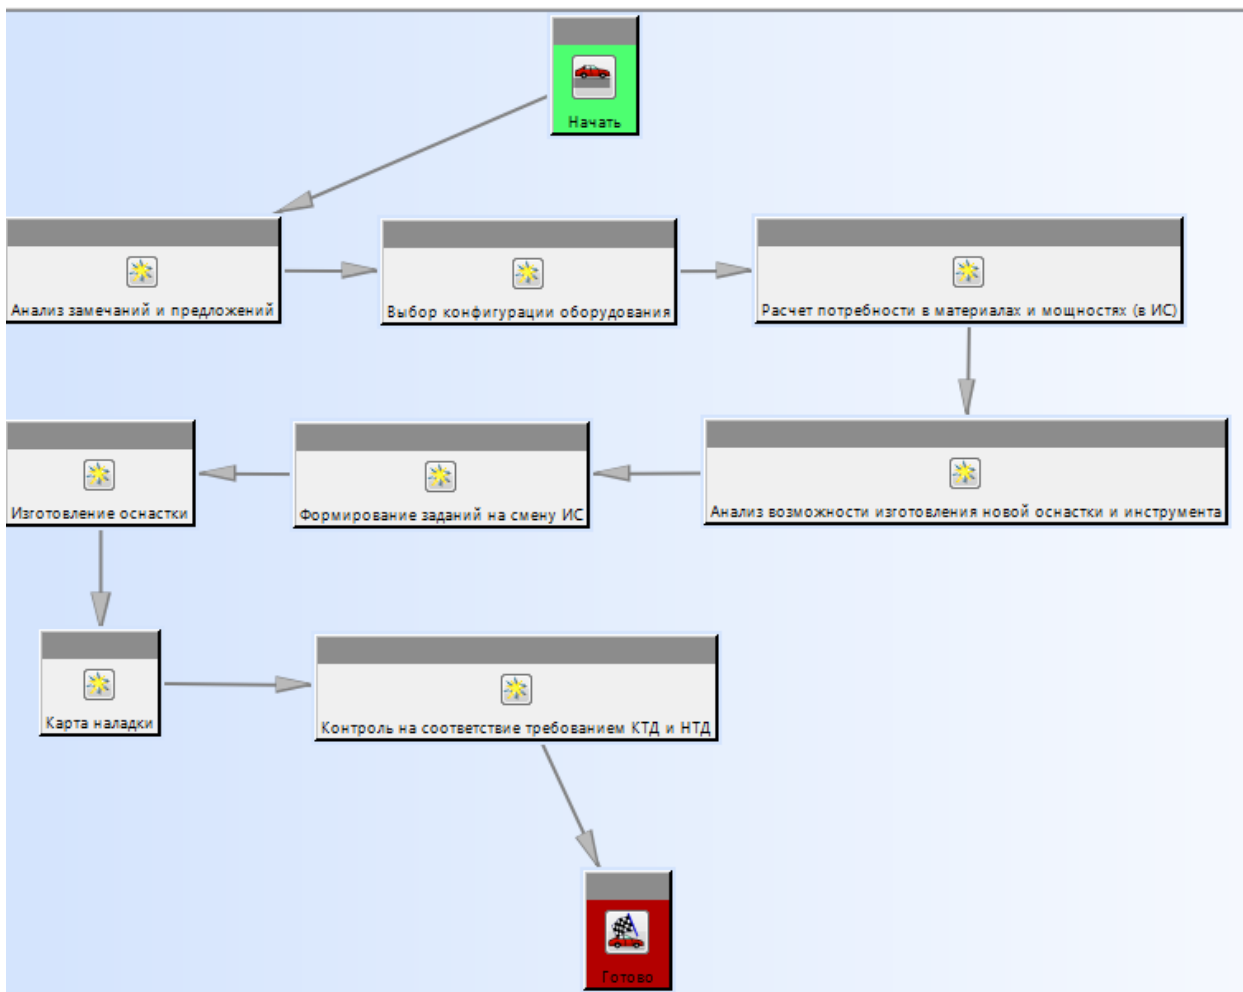 Начать
Анализ замечаний и предложений
Выбор конфигурации оборудования
Расчет потребности в материалах и мощностях (в ИС)
Анализ возможности изготовления новой оснастки и инструмента
Формирование заданий на смену ИС
Изготовление оснастки
Карта наладки
Контроль на соответствие требованием КТД и НТД
Готово